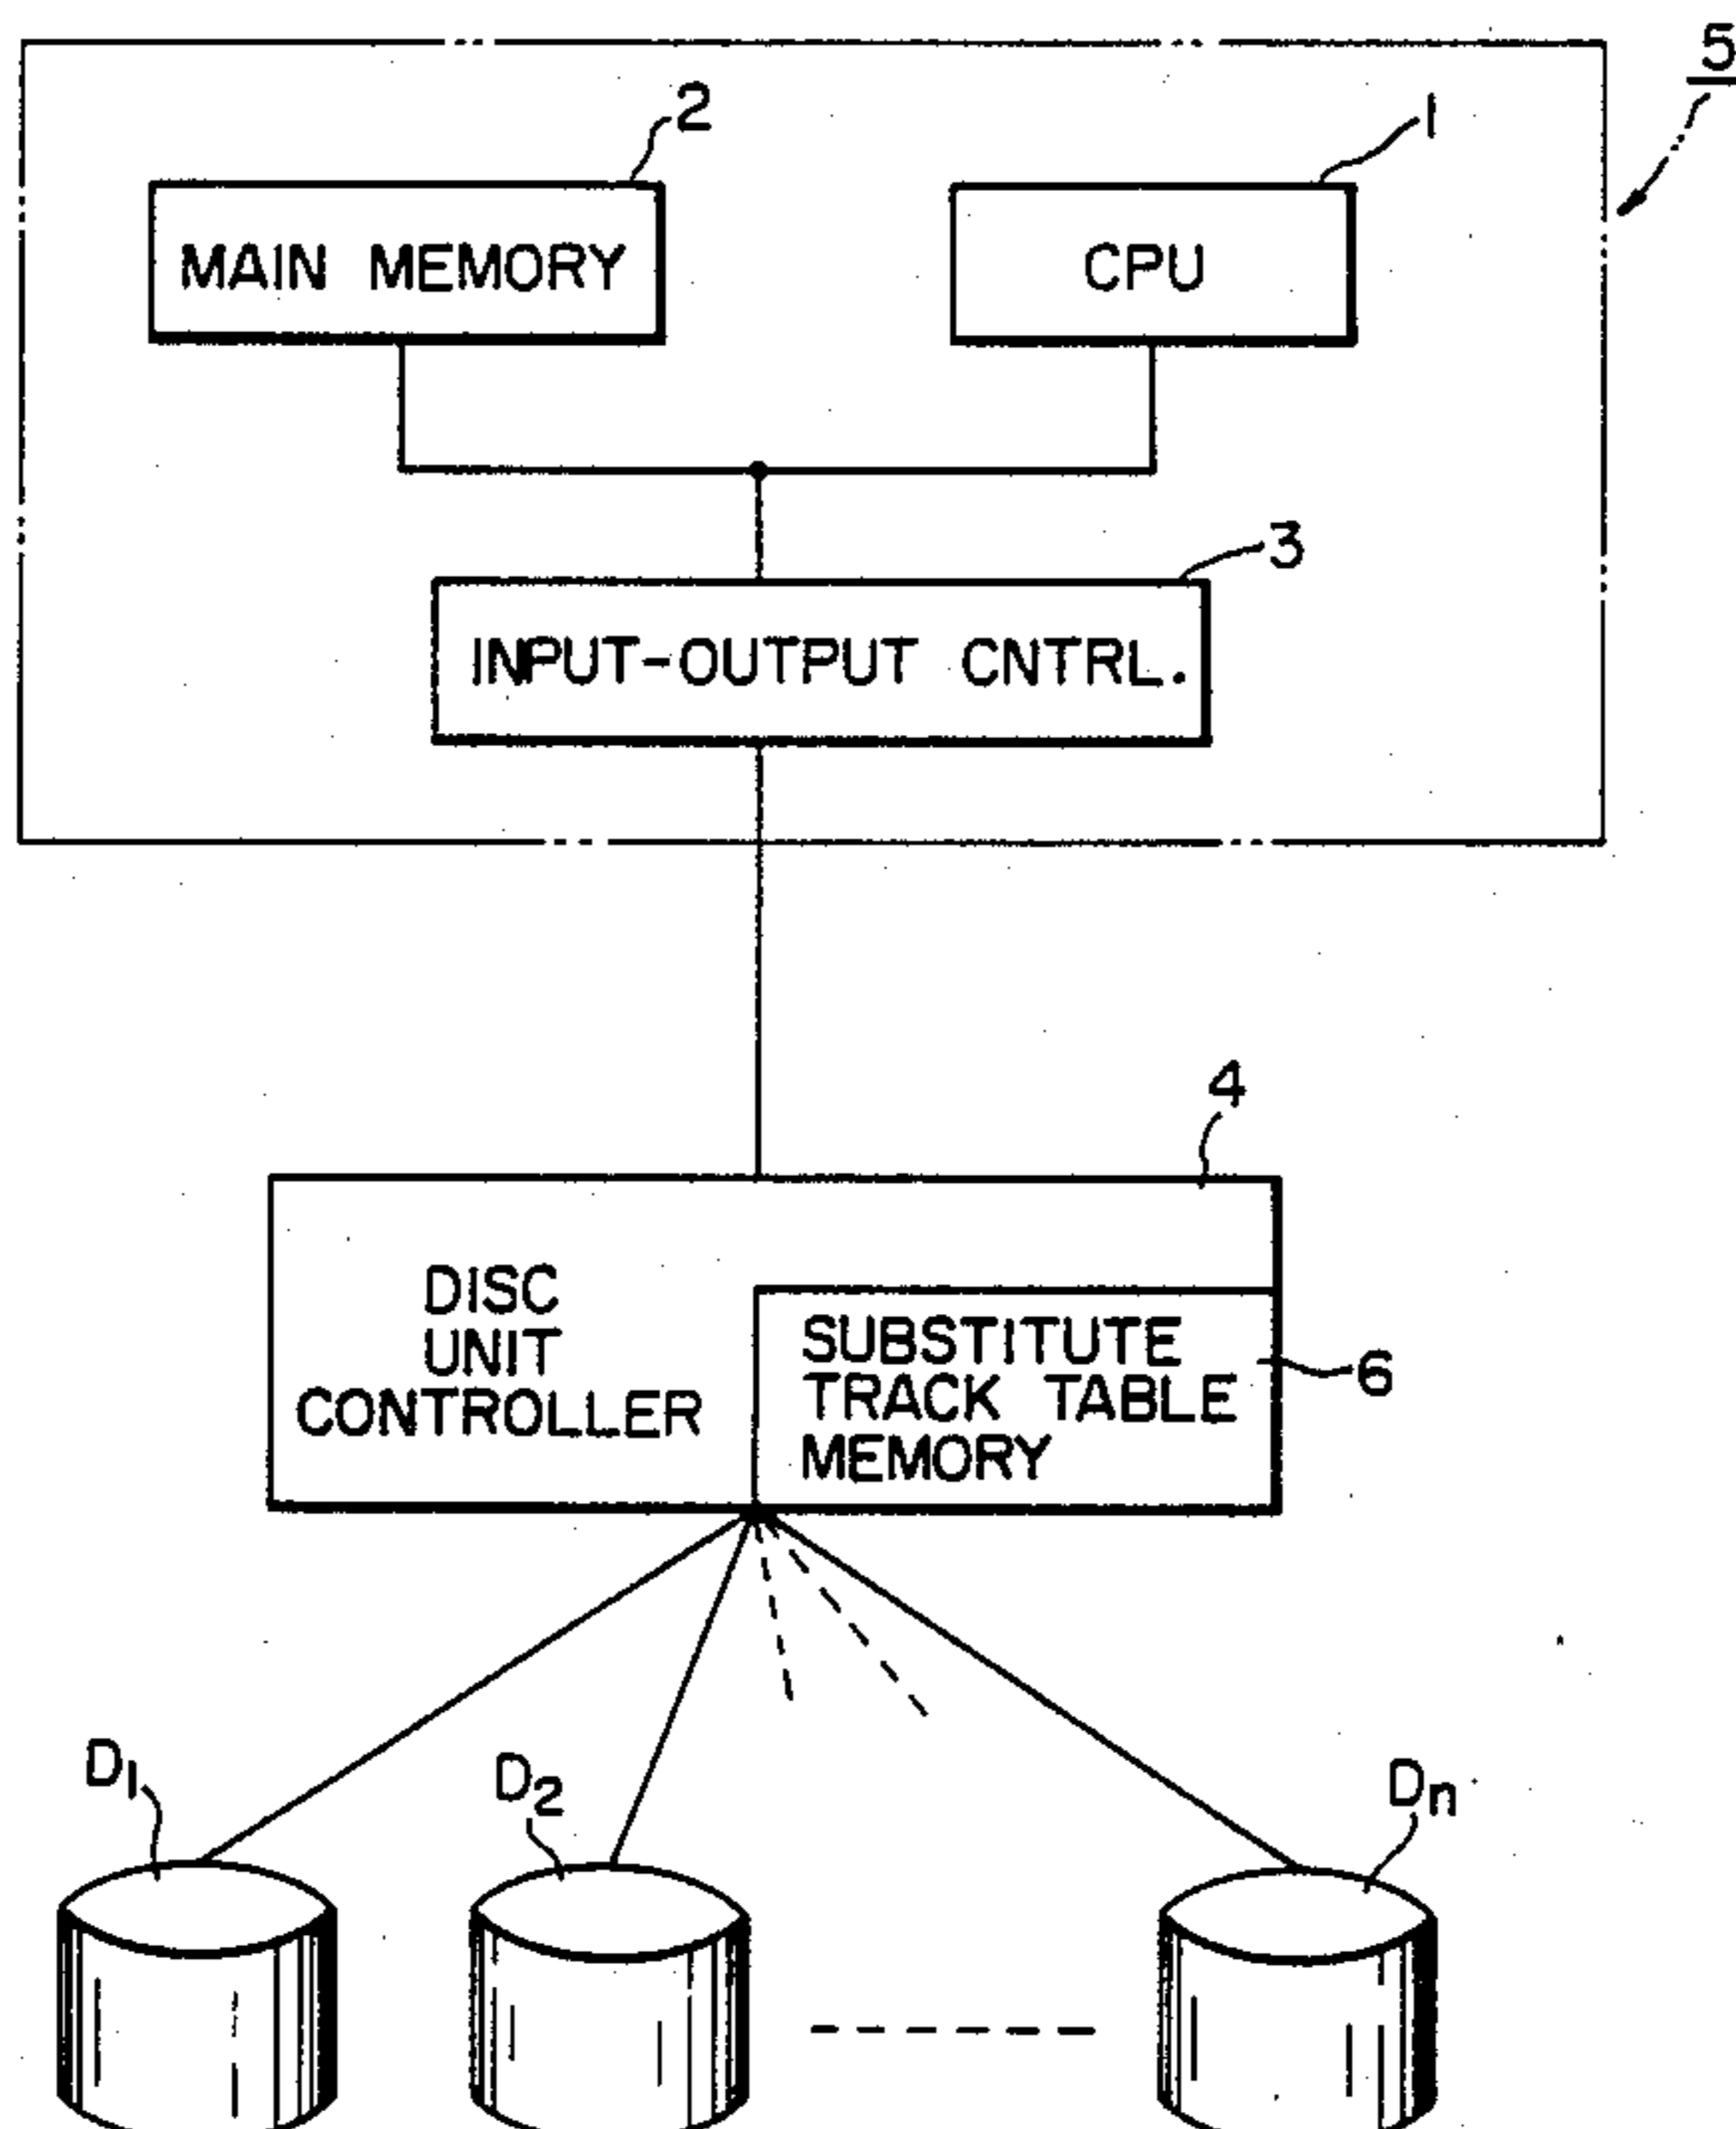 5
2
1
MAIN MEMORY
CPU
3
INPUT-OUTPUT CNTRL.
4
DISC
UNIT
CONTROLLER
SUBSTITUTE
TRACK TABLE
MEMORY
6
D1
D2
Dn